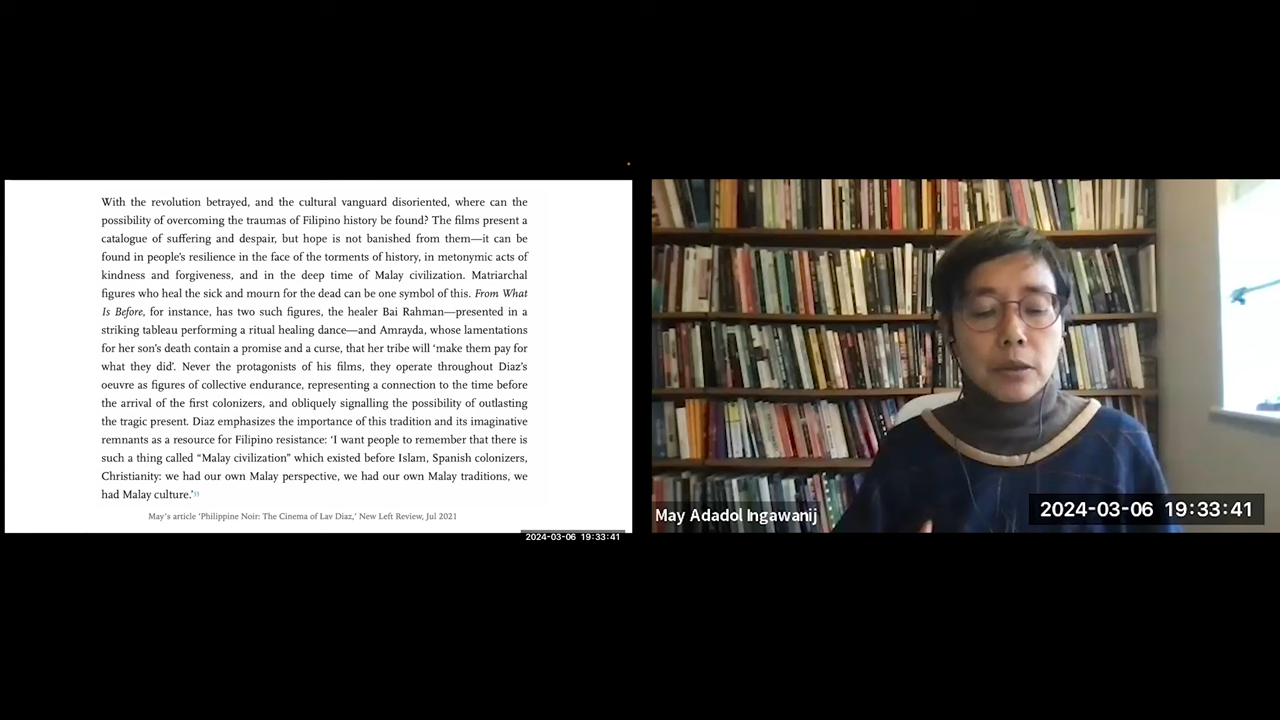 With the revolution betrayed, and the cultural vanguard disoriented, where can the
possibility of overcoming the traumas of Filipino history be found? The films present a
catalogue of suffering and despair, but hope is not banished from them—it can be
found in people's resilience in the face of the torments of history, in metonymic acts of
kindness and forgiveness, and in the deep time of Malay civilization. Matriarchal
figures who heal the sick and mourn for the dead can be one symbol of this. From What
Is Before, for instance, has two such figures, the healer Bai Rahman—presented in a
striking tableau performing a ritual healing dance—and Amrayda, whose lamentations
for her son's death contain a promise and a curse, that her tribe will 'make them pay for
what they did'. Never the protagonists of his films, they operate throughout Diaz's
oeuvre as figures of collective endurance, representing a connection to the time before
the arrival of the first colonizers, and obliquely signalling the possibility of outlasting
the tragic present. Diaz emphasizes the importance of this tradition and its imaginative
remnants as a resource for Filipino resistance: 'I want people to remember that there is
such a thing called “Malay civilization” which existed before Islam, Spanish colonizers,
Christianity: we had our own Malay perspective, we had our own Malay traditions, we
had Malay culture.'
May's article 'Philippine Noir: The Cinema of Lav Diaz,' New Left Review, Jul 2021
2024-03-06 19:33:41
May Adadol Ingawanij
2024-03-06 19:33:41